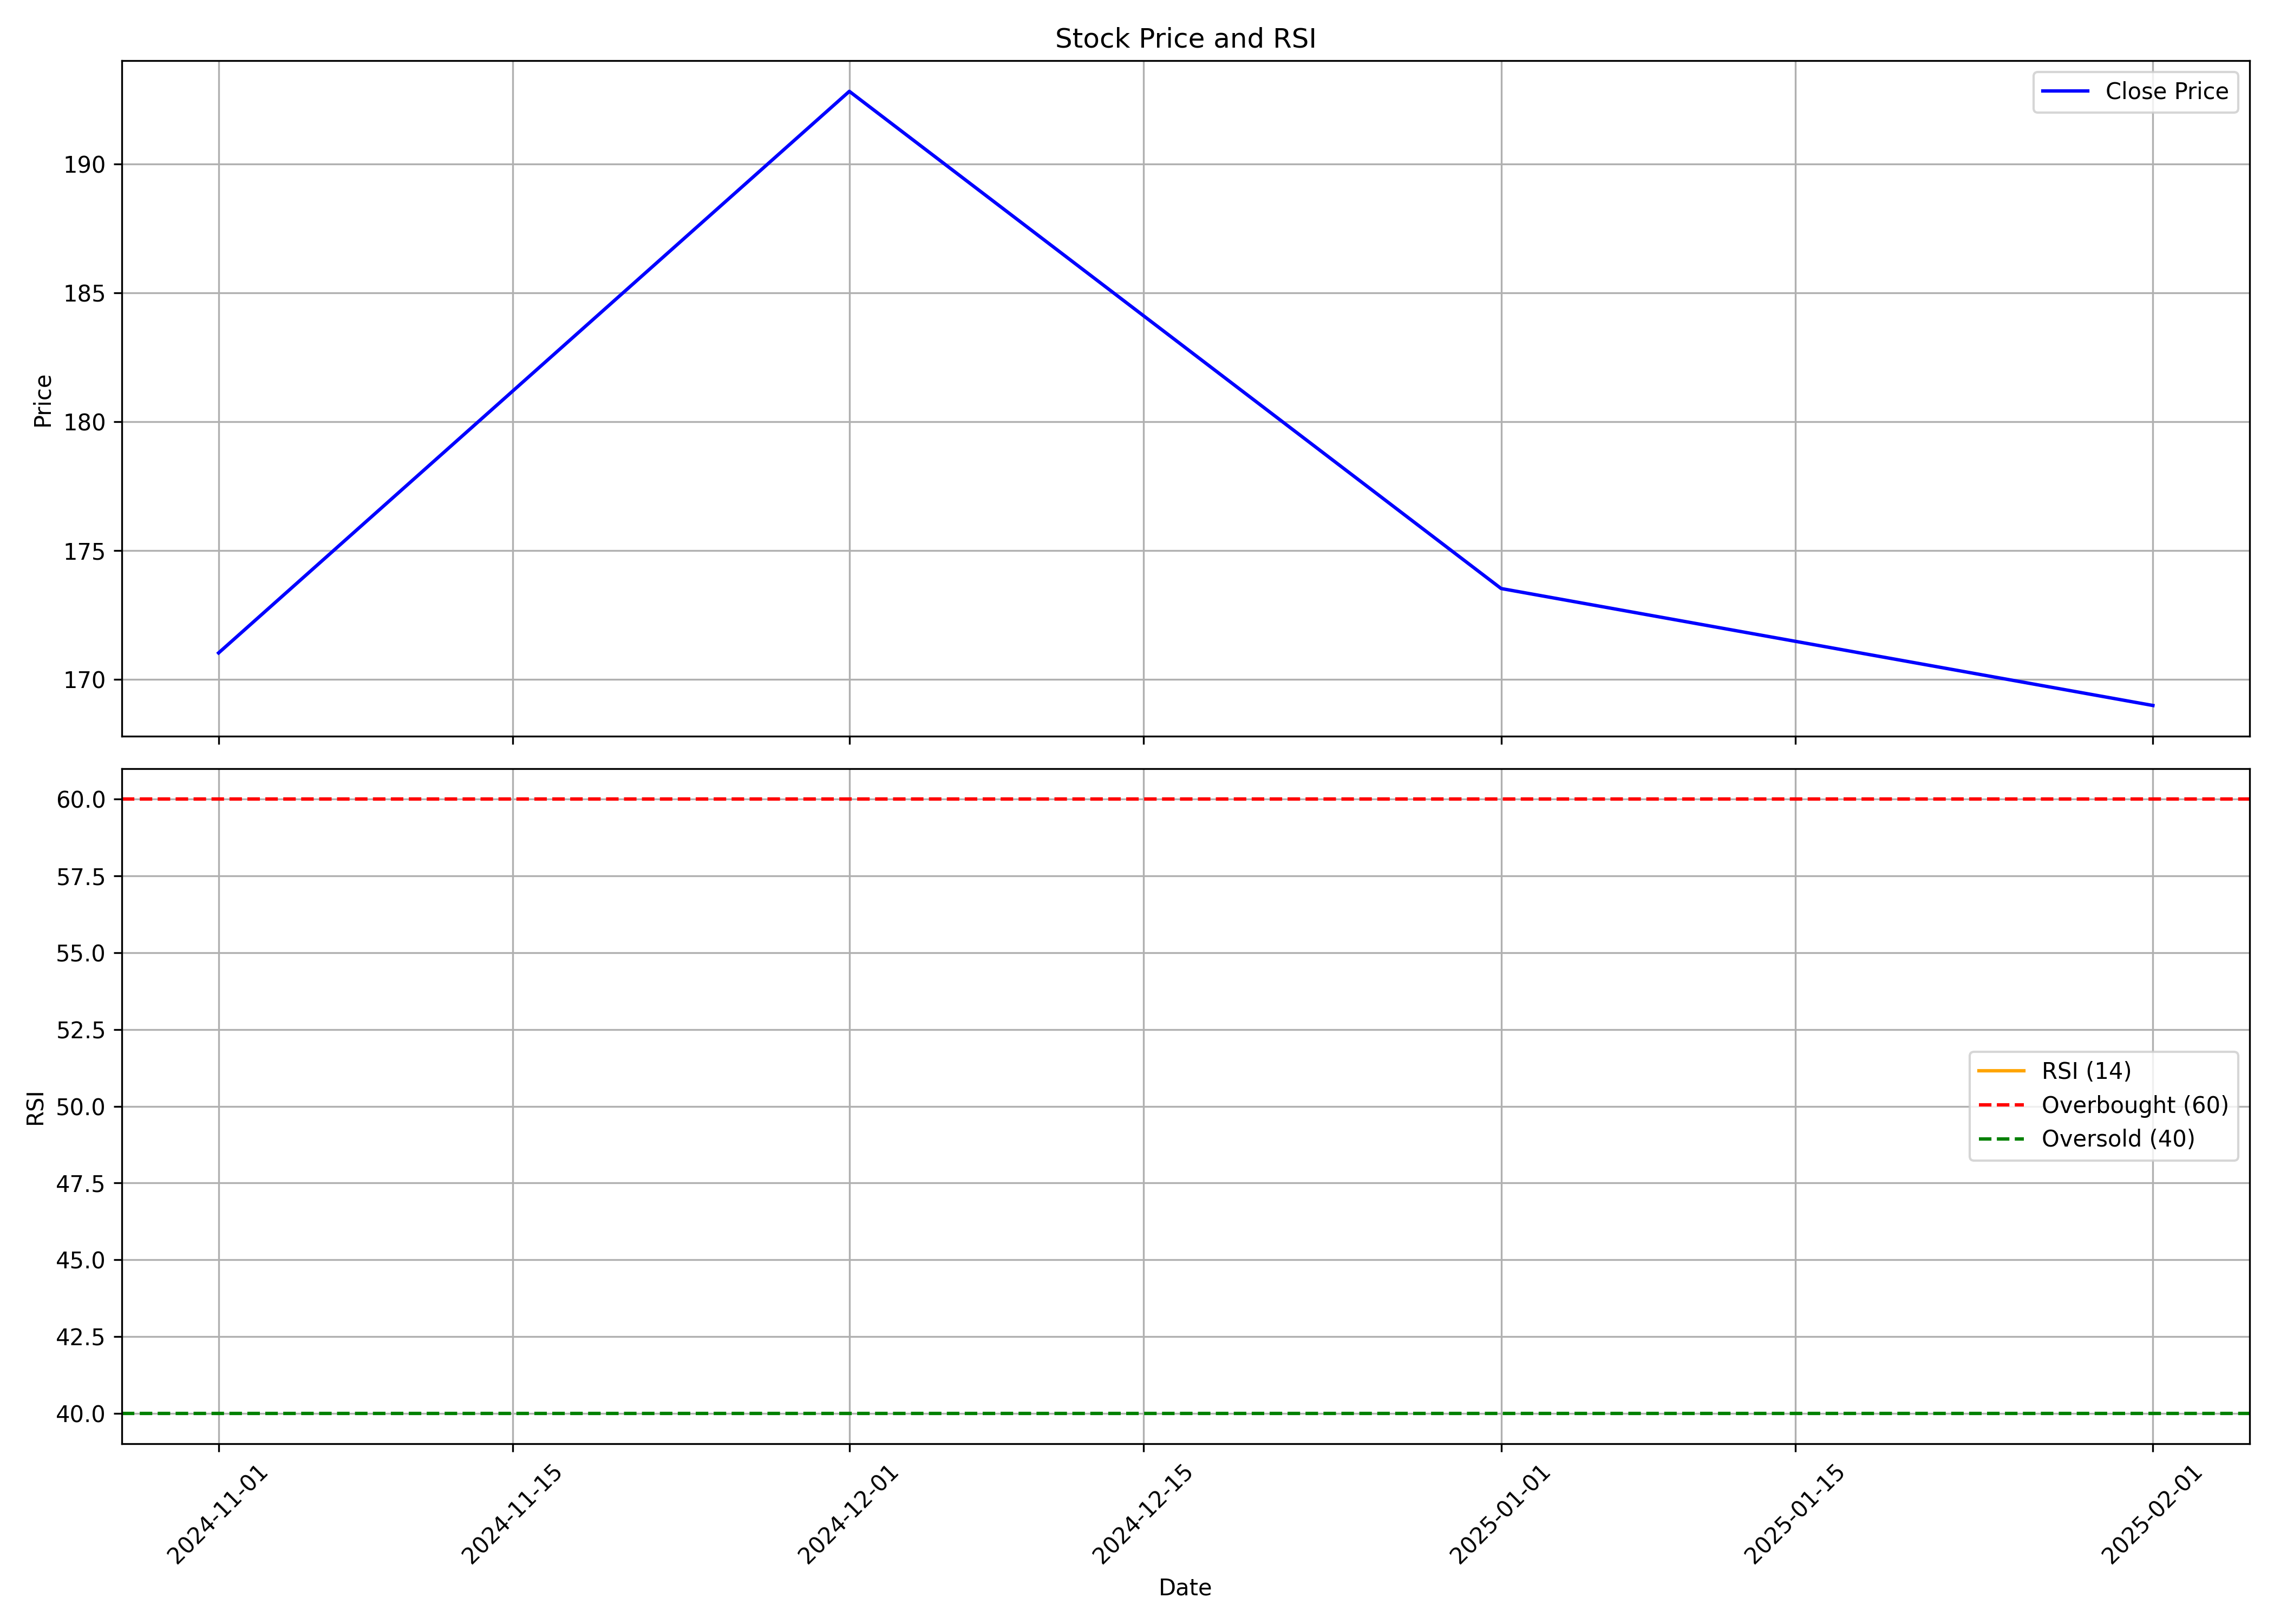 Stock Price and RSI
Close Price
190
185
180
175
170
Price
60.0
57.5
55.0
52.5
50.0
47.5
45.0
42.5
40.0
RSI
RSI (14)
Overbought (60)
Oversold (40)
2024-11-01
2024-11-15
2024-12-01
2024-12-15
2025-01-01
2025-01-15
2025-02-01
Date